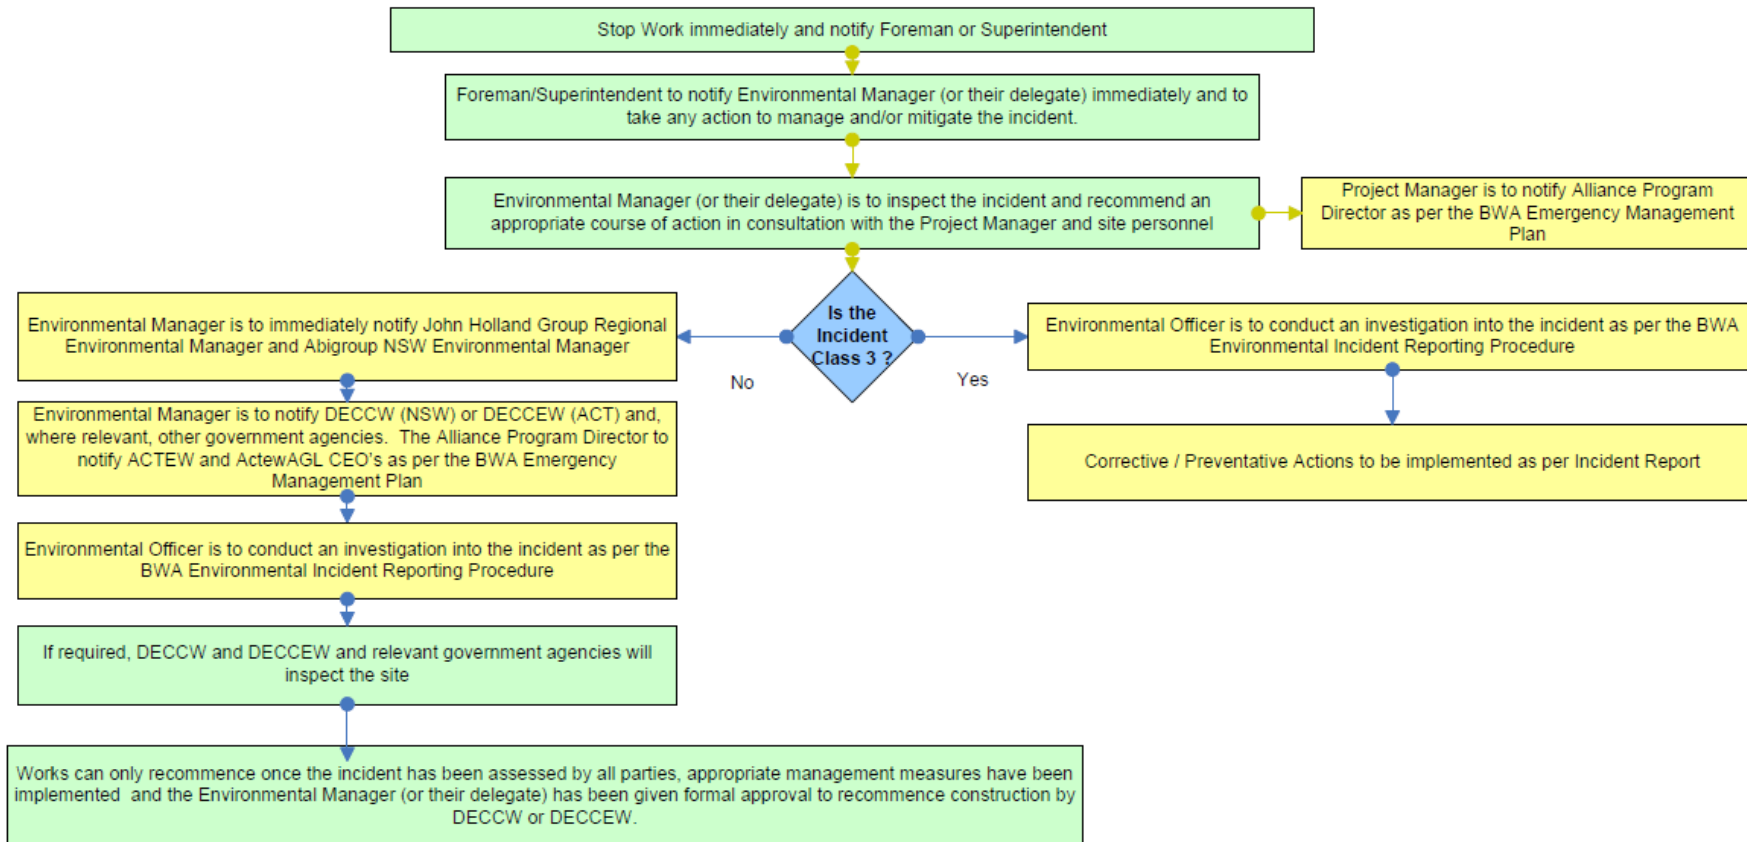 Stop Work immediately and notify Foreman or Superintendent
Foreman/Superintendent to notify Environmental Manager (or their delegate) immediately and to
take any action to manage and/or mitigate the incident.
Environmental Manager (or their delegate) is to inspect the incident and recommend an
appropriate course of action in consultation with the Project Manager and site personnel
Project Manager is to notify Alliance Program
Director as per the BWA Emergency Management
Plan
Is the
Incident
Class 3 ?
No
Yes
Environmental Manager is to immediately notify John Holland Group Regional
Environmental Manager and Abigroup NSW Environmental Manager
Environmental Manager is to notify DECCW (NSW) or DECCEW (ACT) and,
where relevant, other government agencies.  The Alliance Program Director to
notify ACTEW and ActewAGL CEO's as per the BWA Emergency
Management Plan
Environmental Officer is to conduct an investigation into the incident as per the
BWA Environmental Incident Reporting Procedure
If required, DECCW and DECCEW and relevant government agencies will
inspect the site
Works can only recommence once the incident has been assessed by all parties, appropriate management measures have been
implemented  and the Environmental Manager (or their delegate) has been given formal approval to recommence construction by
DECCW or DECCEW.
Environmental Officer is to conduct an investigation into the incident as per the BWA
Environmental Incident Reporting Procedure
Corrective / Preventative Actions to be implemented as per Incident Report